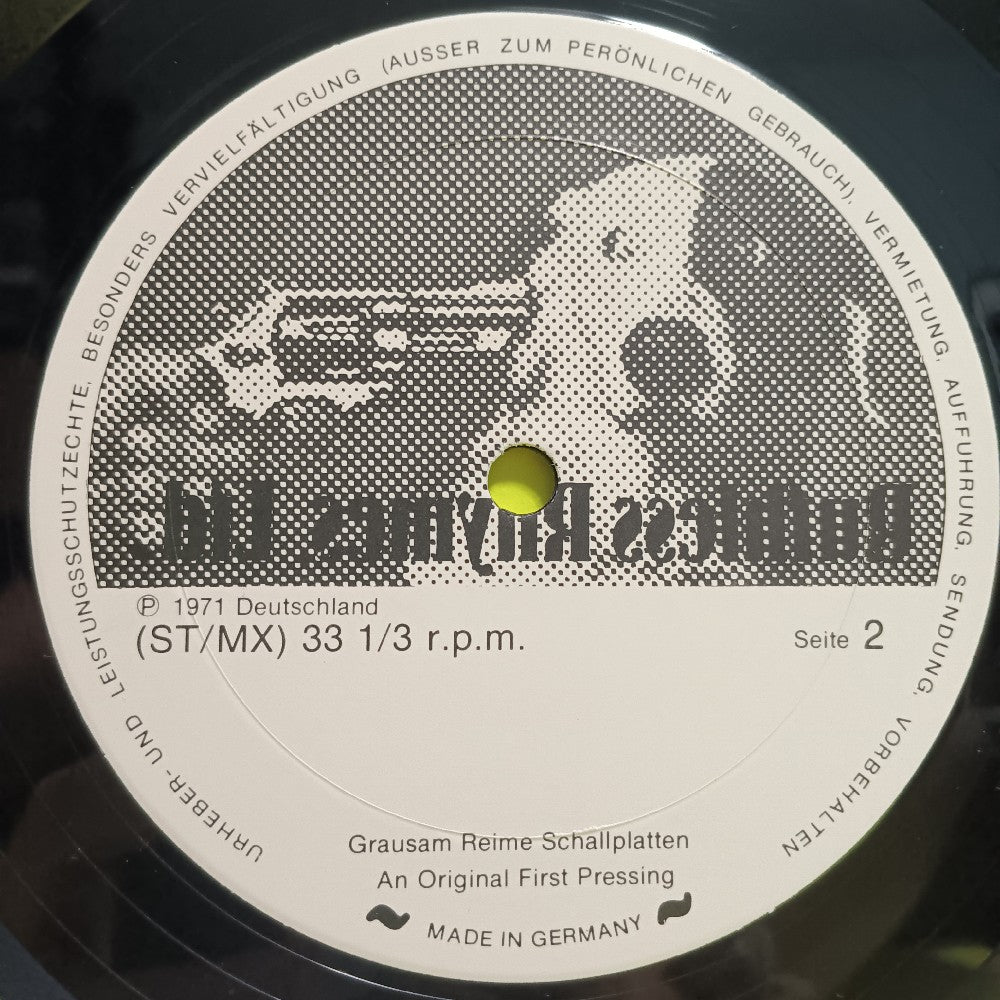 URHEBER- UND LEISTUNGSSCHUTZECHTE, BESONDERS VERVIELFÄLTIGUNG (AUSSER ZUM PERÖNLICHEN GEBRAUCH), VERMIETUNG, AUFFUHRUNG, SENDUNG, VORBEHALTEN
Ruthless Rhymes Ltd.
Ⓟ 1971 Deutschland
(ST/MX) 33 1/3 r.p.m.
Seite 2
Grausam Reime Schallplatten
An Original First Pressing
MADE IN GERMANY